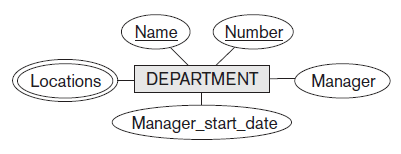 Name
Number
Locations
DEPARTMENT
Manager
Manager_start_date